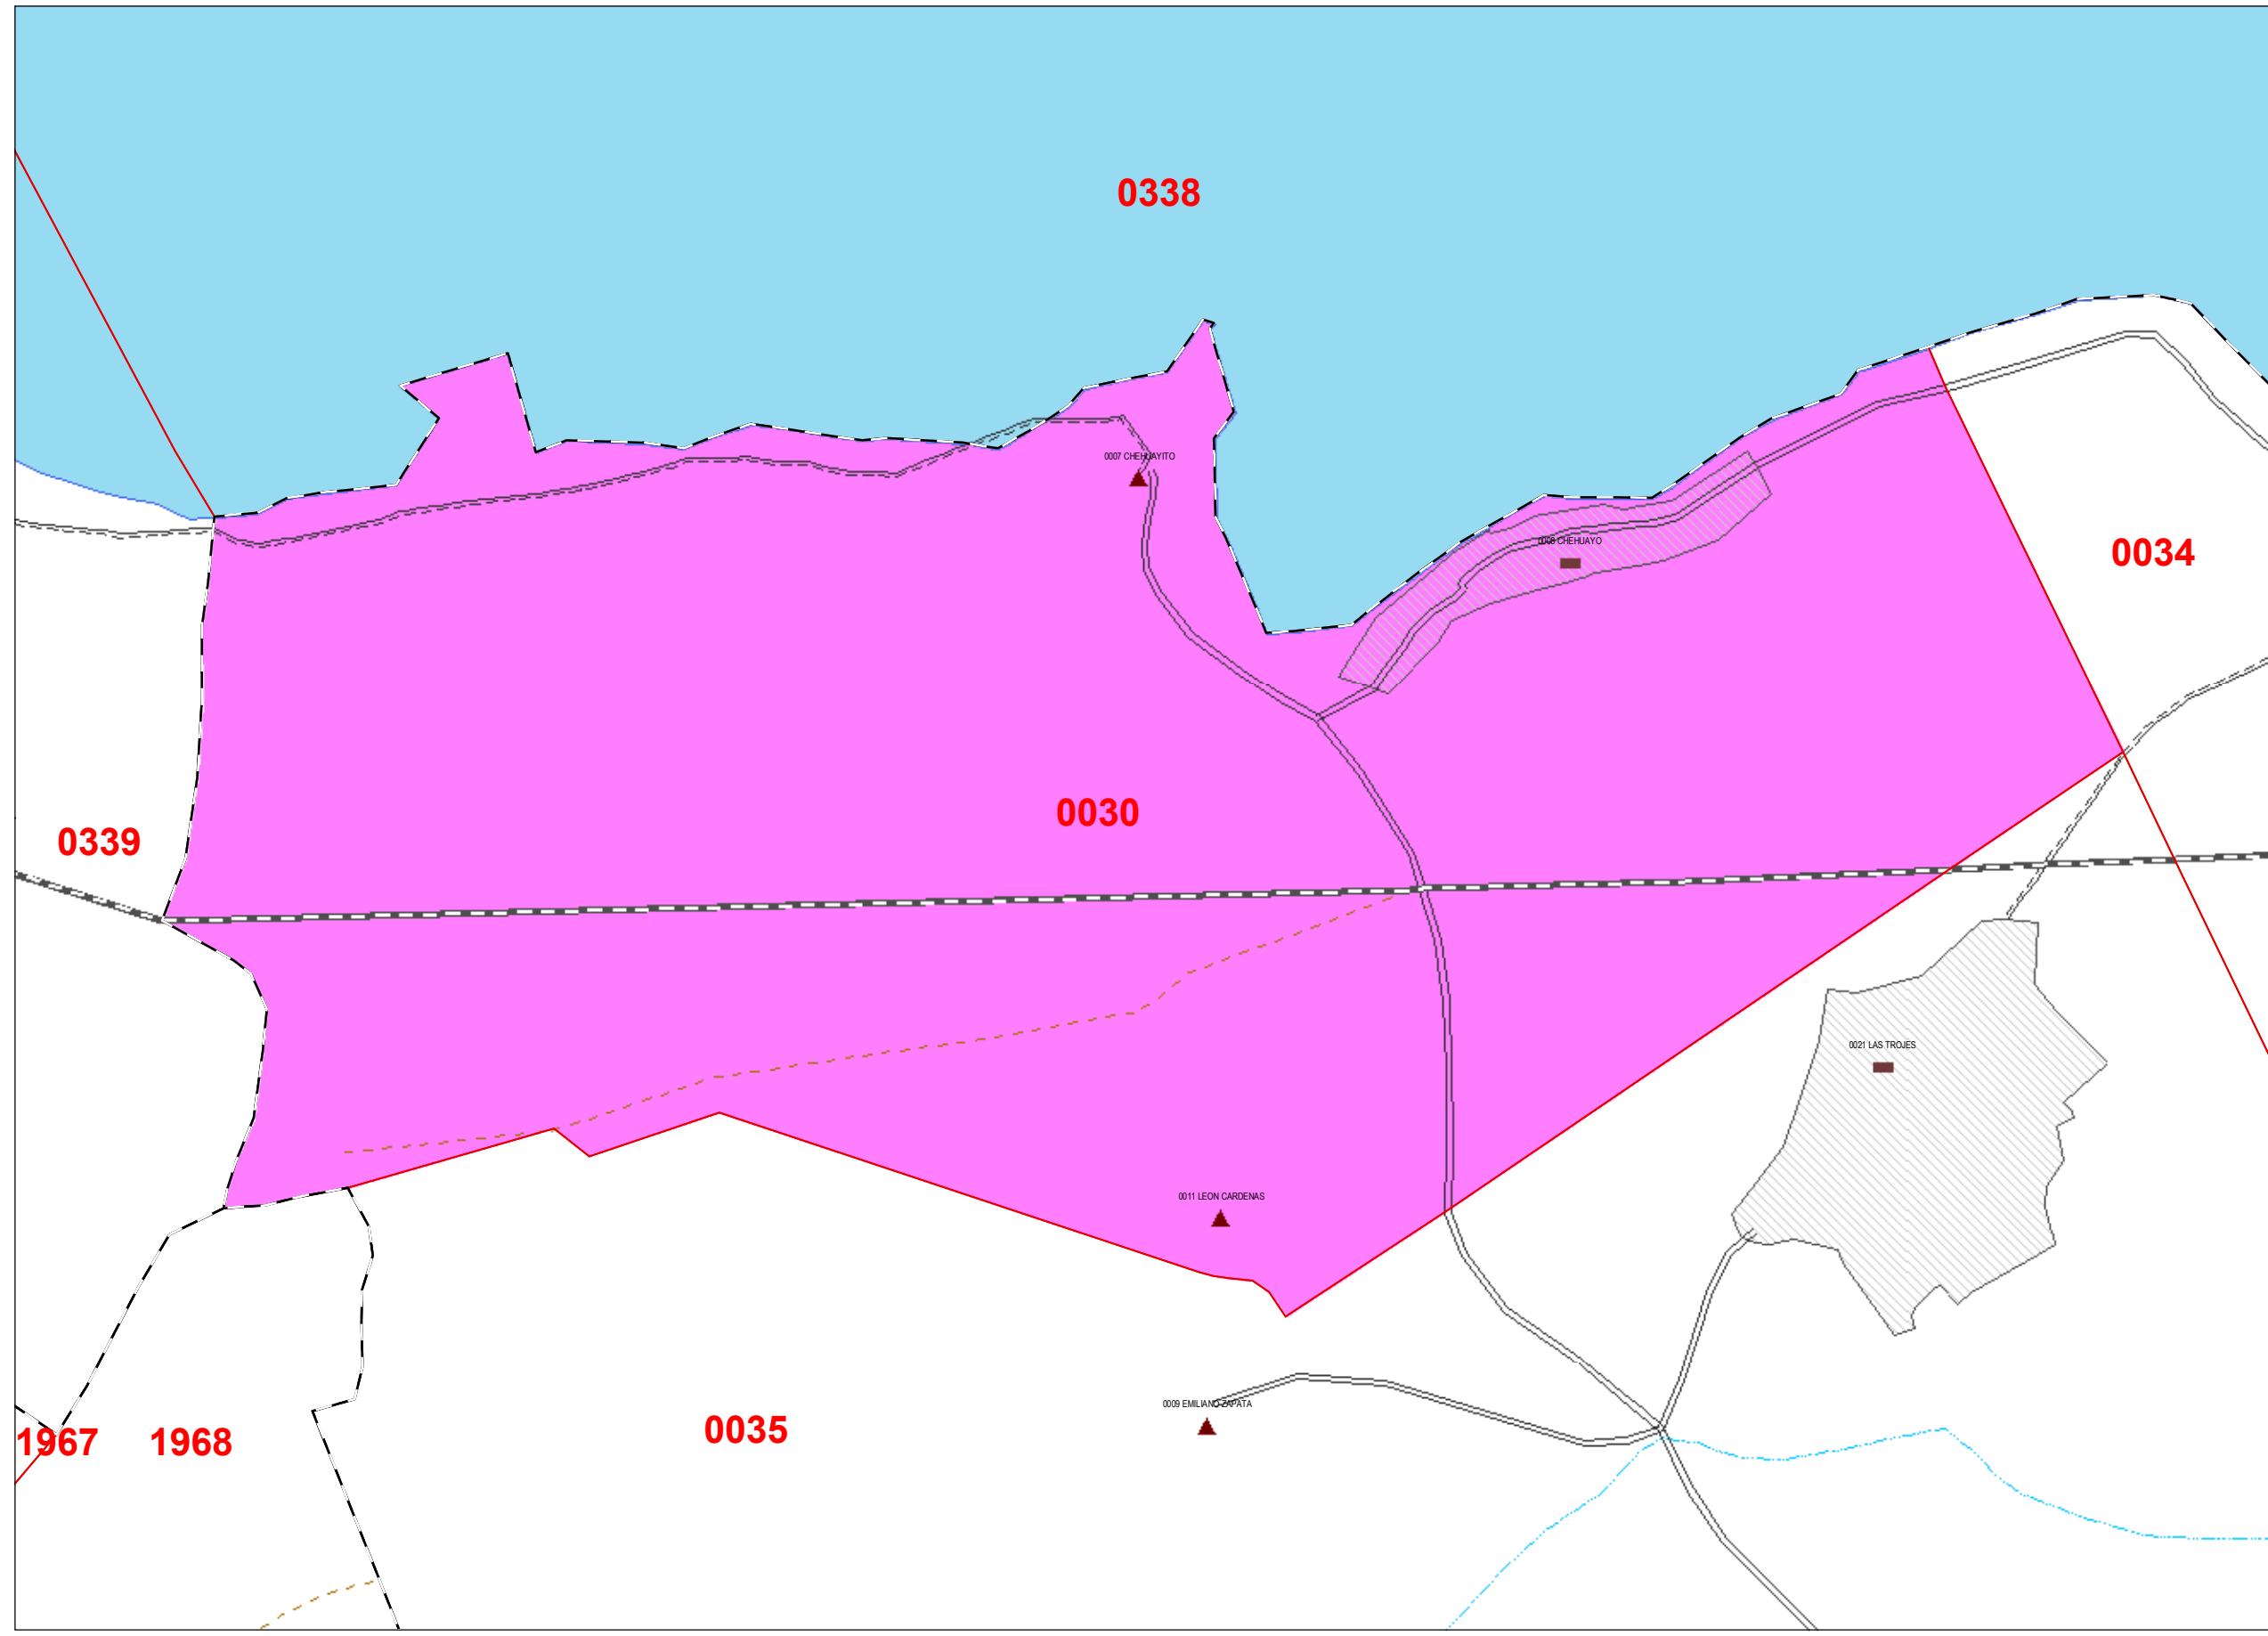 0338
0007 CHEHUAYITO
0008 CHEHUAYO
0034
0030
0339
0021 LAS TROJES
0011 LEON CARDENAS
0009 EMILIANO ZAPATA
0035
1967
1968